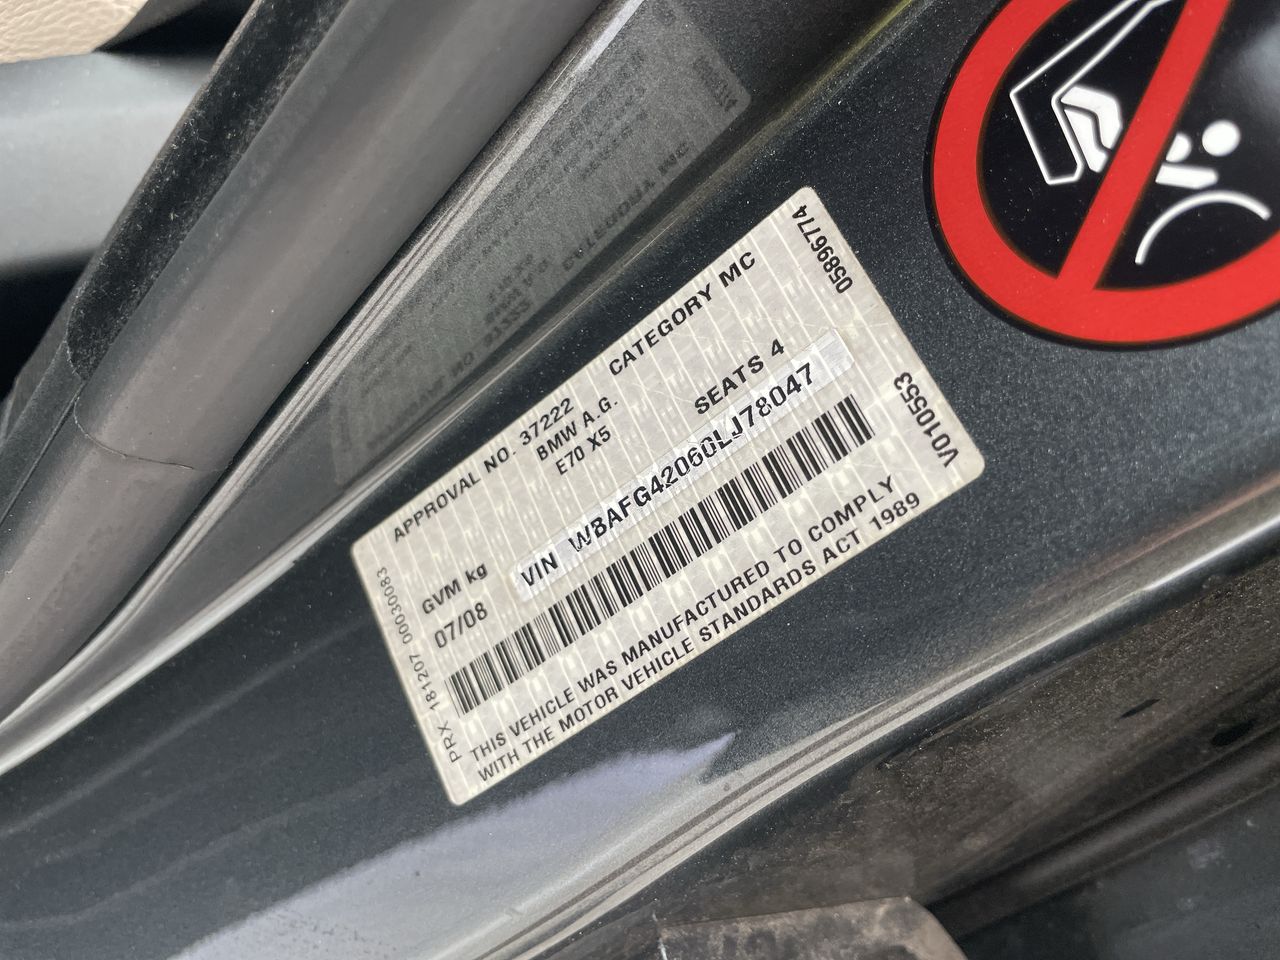 APPROVAL NO. 37222 CATEGORY MC
BMW A.G.
E70 X5
GVM kg SEATS 4
07/08 VIN WBAFG42060LJ78047
THIS VEHICLE WAS MANUFACTURED TO COMPLY
WITH THE MOTOR VEHICLE STANDARDS ACT 1989
PRX 181207 00030083
05896774
V010553